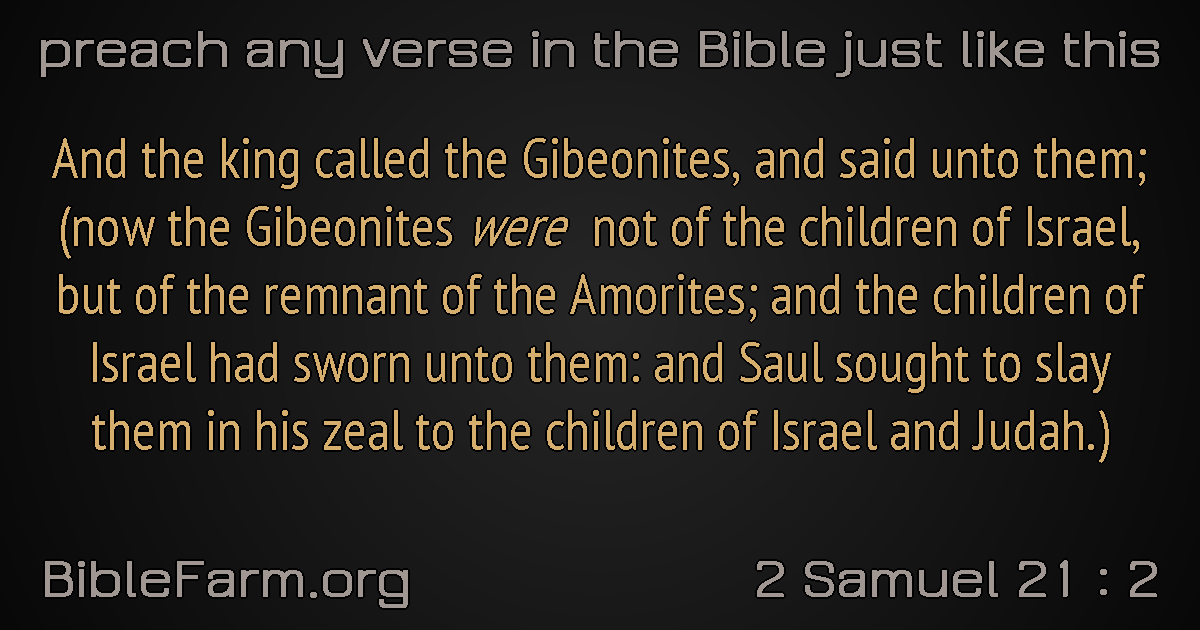 preach any verse in the Bible just like this
And the king called the Gibeonites, and said unto them;
(now the Gibeonites were not of the children of Israel,
but of the remnant of the Amorites; and the children of
Israel had sworn unto them: and Saul sought to slay
them in his zeal to the children of Israel and Judah.)
BibleFarm.org
2 Samuel 21 : 2